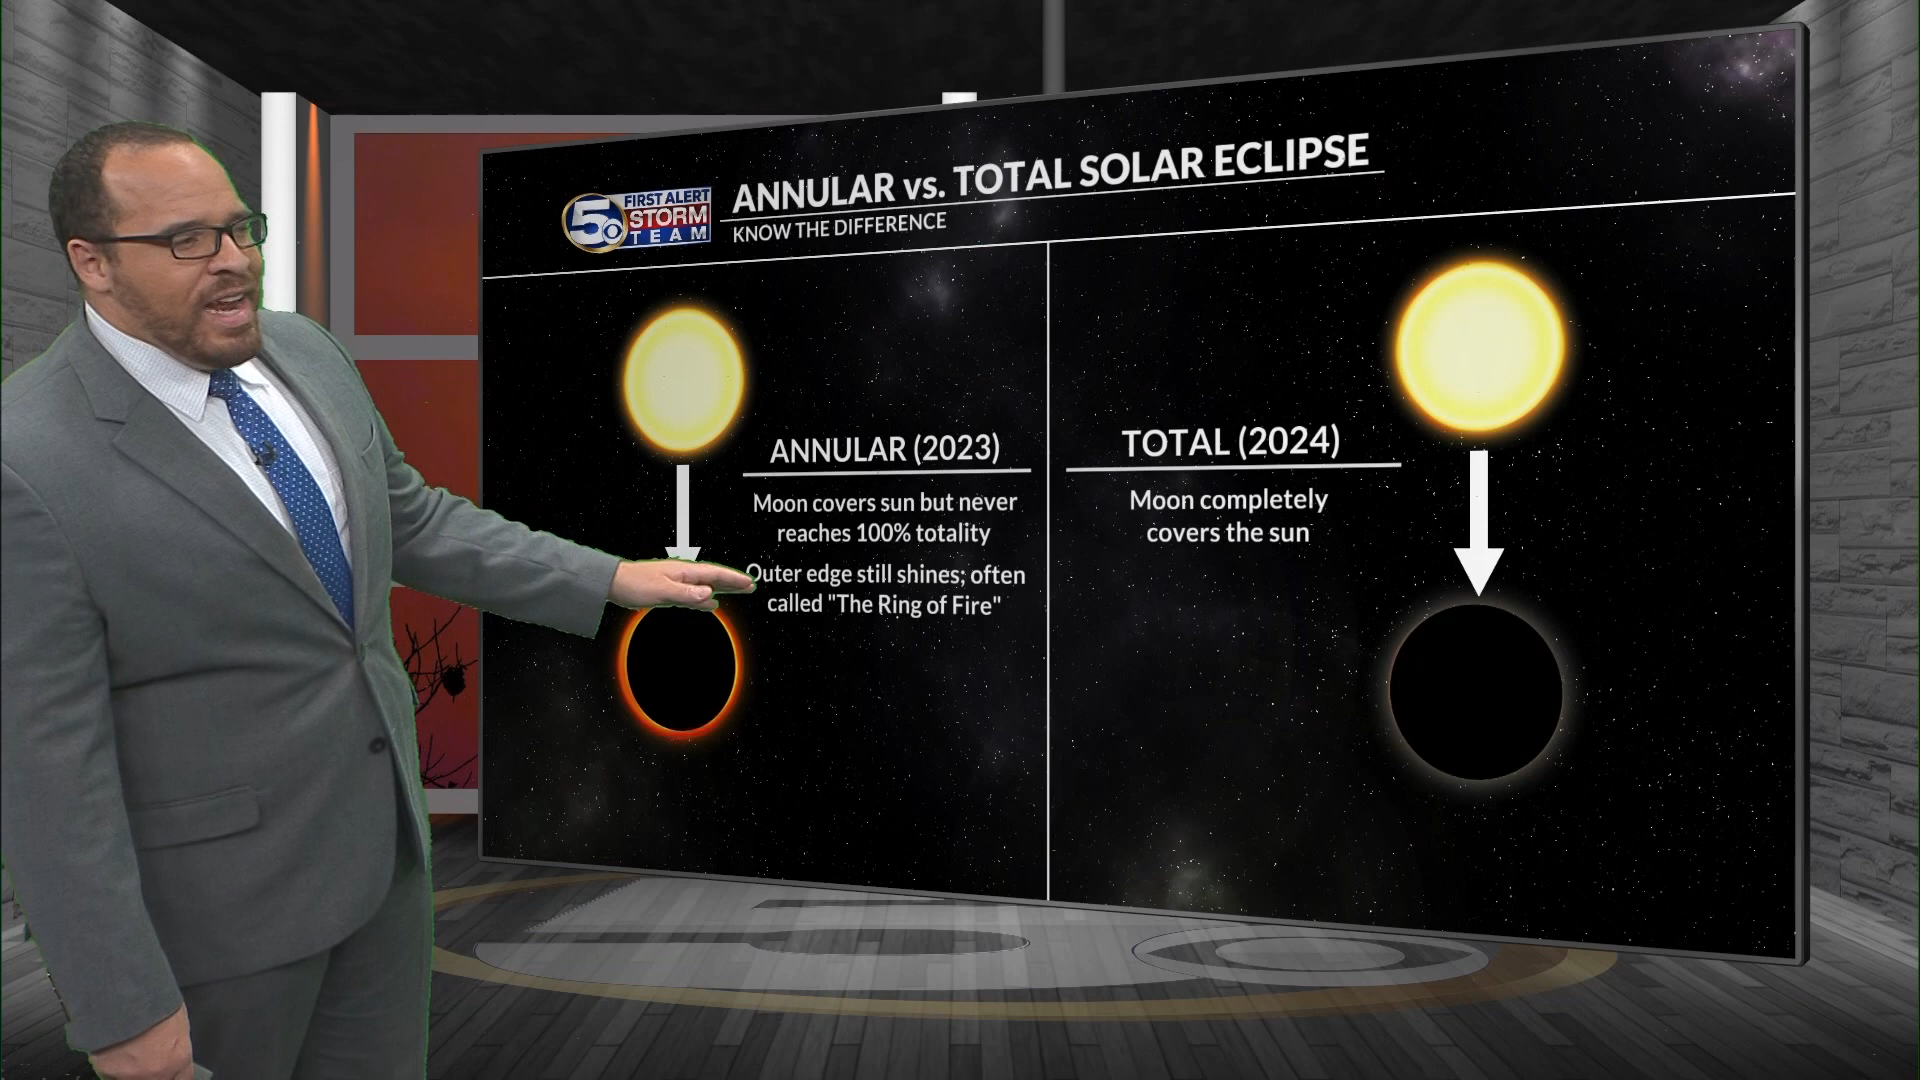 5
FIRST ALERT
STORM
TEAM
ANNULAR vs. TOTAL SOLAR ECLIPSE
KNOW THE DIFFERENCE
ANNULAR (2023)
Moon covers sun but never
reaches 100% totality
Outer edge still shines; often
called "The Ring of Fire"
TOTAL (2024)
Moon completely
covers the sun